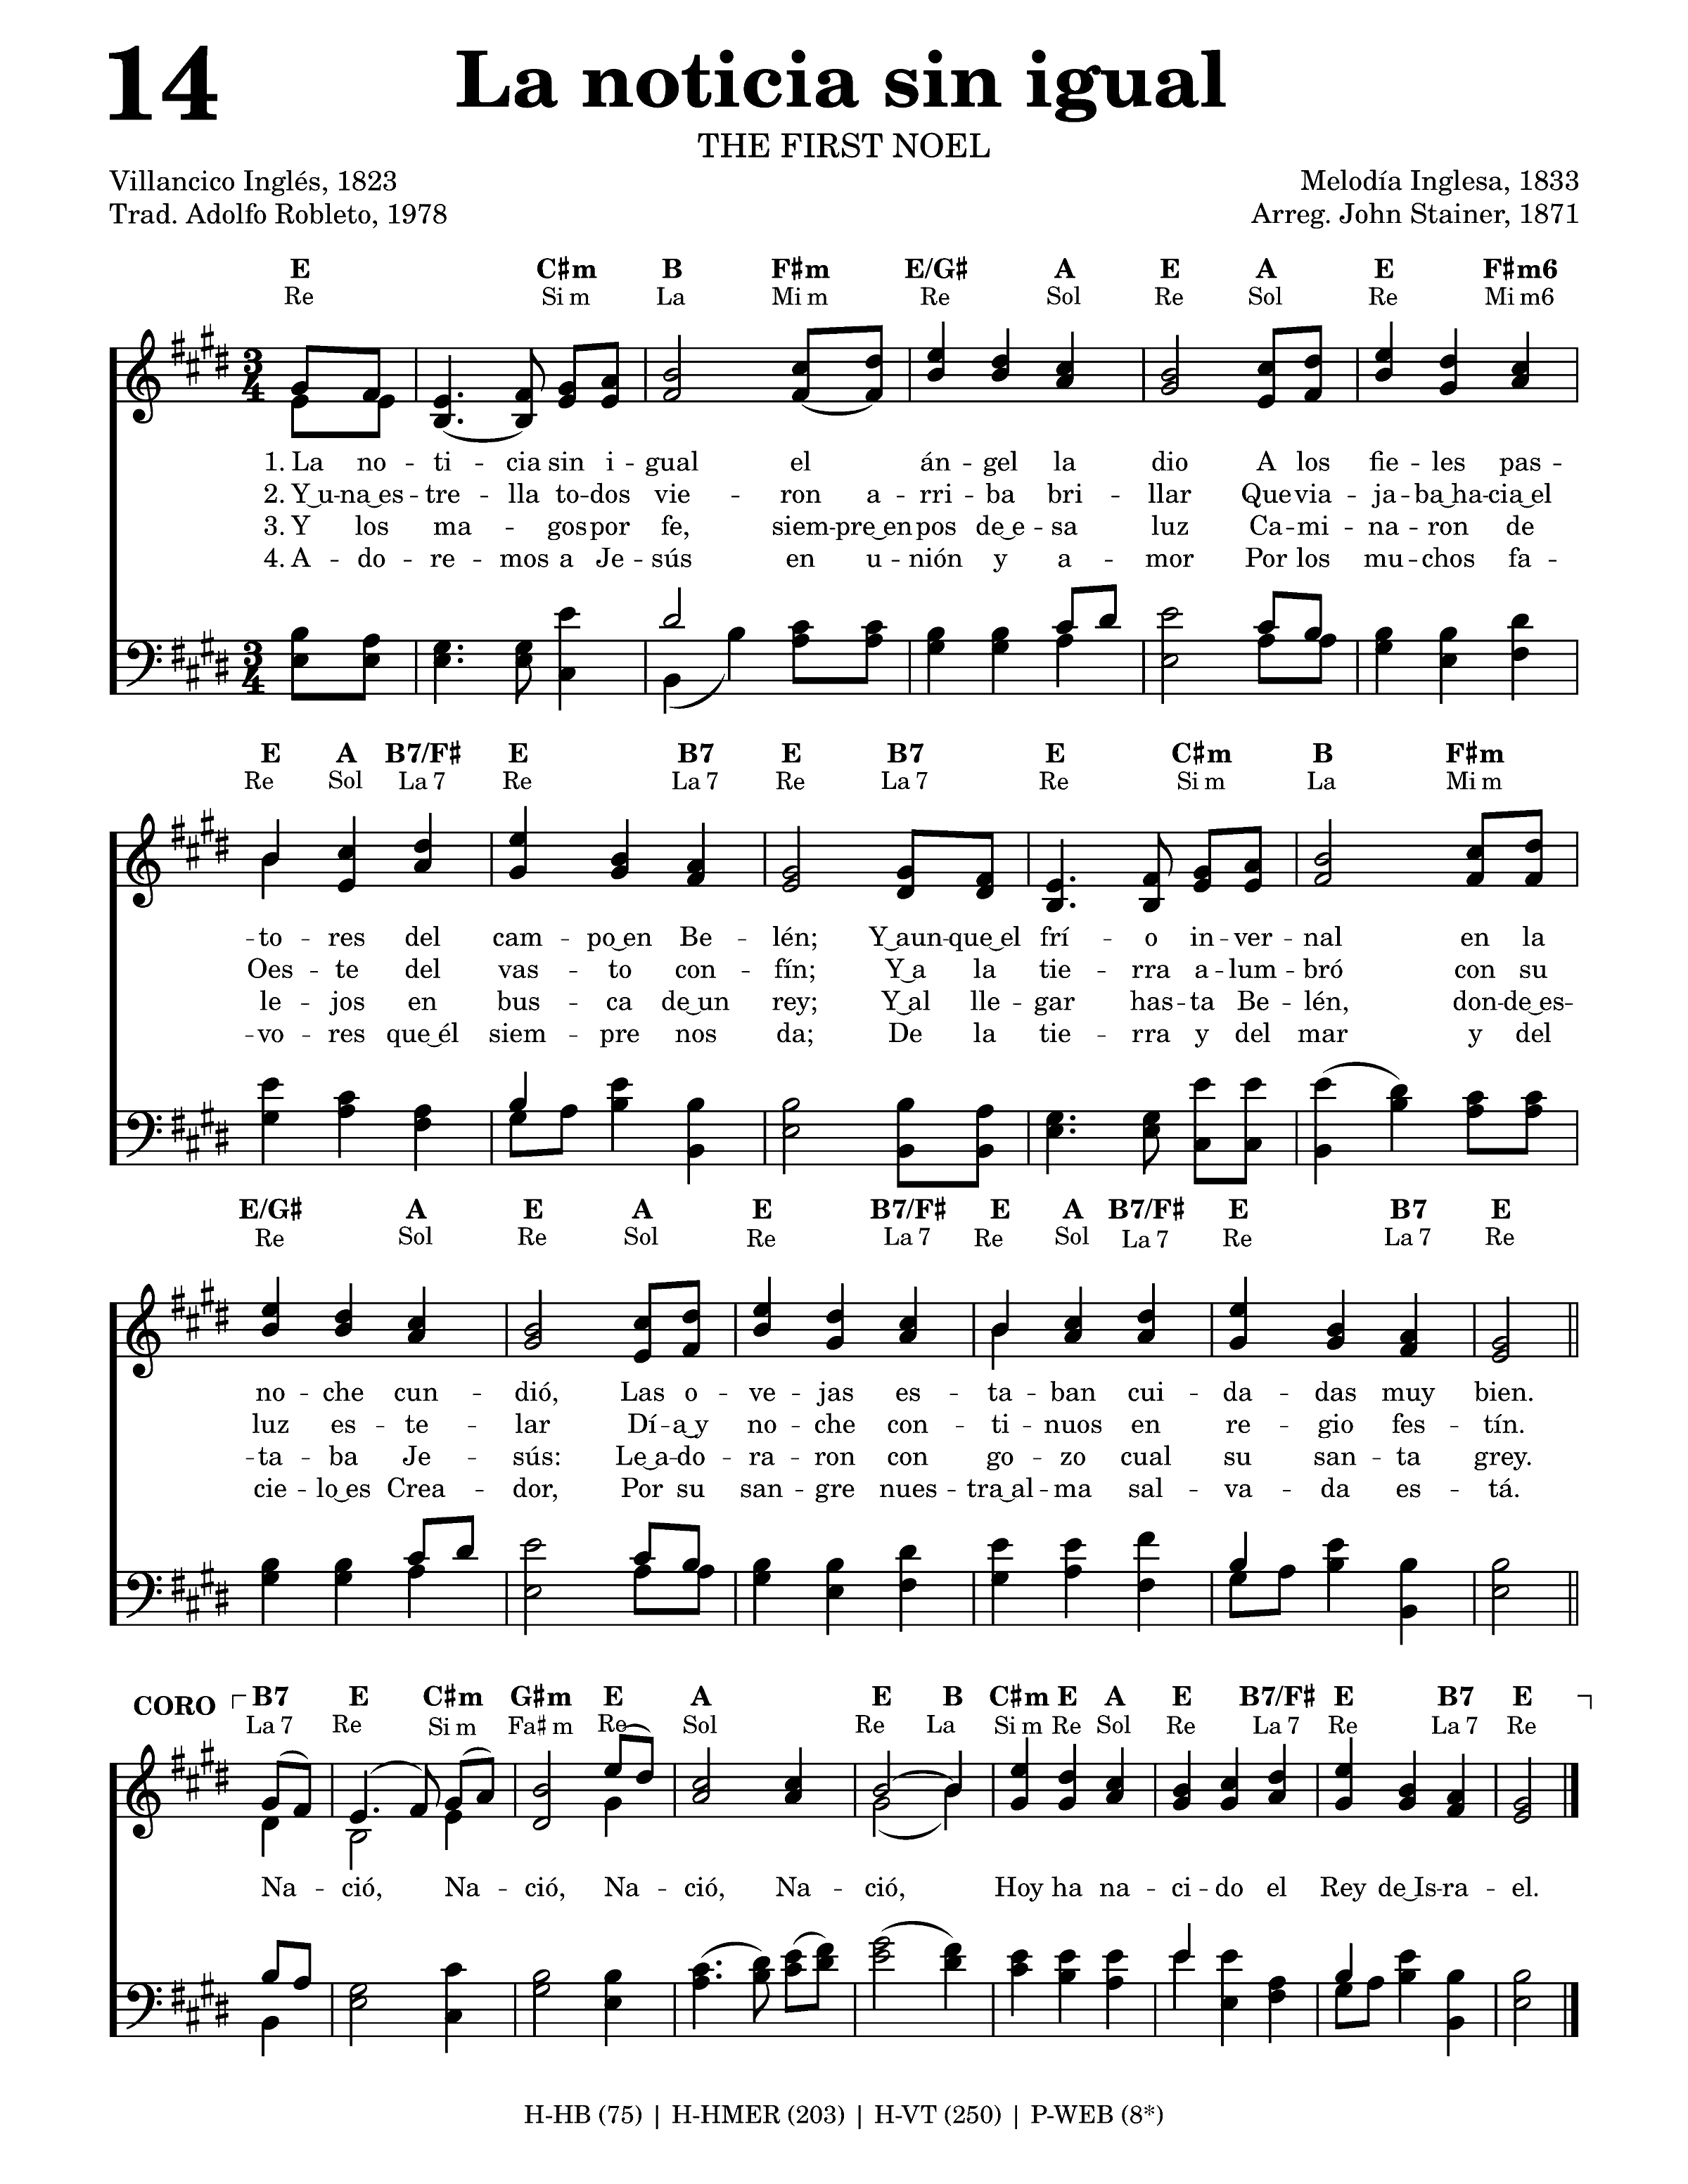 14
La noticia sin igual
THE FIRST NOEL
Villancico Inglés, 1823
Melodía Inglesa, 1833
Trad. Adolfo Robleto, 1978
Arreg. John Stainer, 1871
E C♯m B F♯m E/G♯ A E A E F♯m6
Re Si m La Mi m Re Sol Re Sol Re Mi m6
3 4
1. La no - ti - cia sin i - gual el án - gel la dio A los fie - les pas -
2. Y u - na es - tre - lla to - dos vie - ron a - rri - ba bri - llar Que via - ja - ba ha - cia el
3. Y los ma - gos por fe, siem - pre en pos de e - sa luz Ca - mi - na - ron de
4. A - do - re - mos a Je - sús en u - nión y a - mor Por los mu - chos fa -
3 4
E A B7/F♯ E B7 E B7 E C♯m B F♯m
Re Sol La 7 Re La 7 Re La 7 Re Si m La Mi m
- to - res del cam - po en Be - lén; Y aun - que el frí - o in - ver - nal en la
Oes - te del vas - to con - fín; Y a la tie - rra a - lum - bró con su
le - jos en bus - ca de un rey; Y al lle - gar has - ta Be - lén, don - de es -
- vo - res que él siem - pre nos da; De la tie - rra y del mar y del
E/G♯ A E A E B7/F♯ E A B7/F♯ E B7 E
Re Sol Re Sol Re La 7 Re Sol La 7 Re La 7 Re
no - che cun - dió, Las o - ve - jas es - ta - ban cui - da - das muy bien.
luz es - te - lar Dí - a y no - che con - ti - nuos en re - gio fes - tín.
- ta - ba Je - sús: Le a - do - ra - ron con go - zo cual su san - ta grey.
cie - lo es Crea - dor, Por su san - gre nues - tra al - ma sal - va - da es - tá.
CORO B7 E C♯m G♯m E A E B C♯m E A E B7/F♯ E B7 E
La 7 Re Si m Fa♯ m Re Sol Re La Si m Re Sol Re La 7 Re La 7 Re
Na - ció, Na - ció, Na - ció, Na - ció, Hoy ha na - ci - do el Rey de Is - ra - el.
H-HB (75) | H-HMER (203) | H-VT (250) | P-WEB (8*)